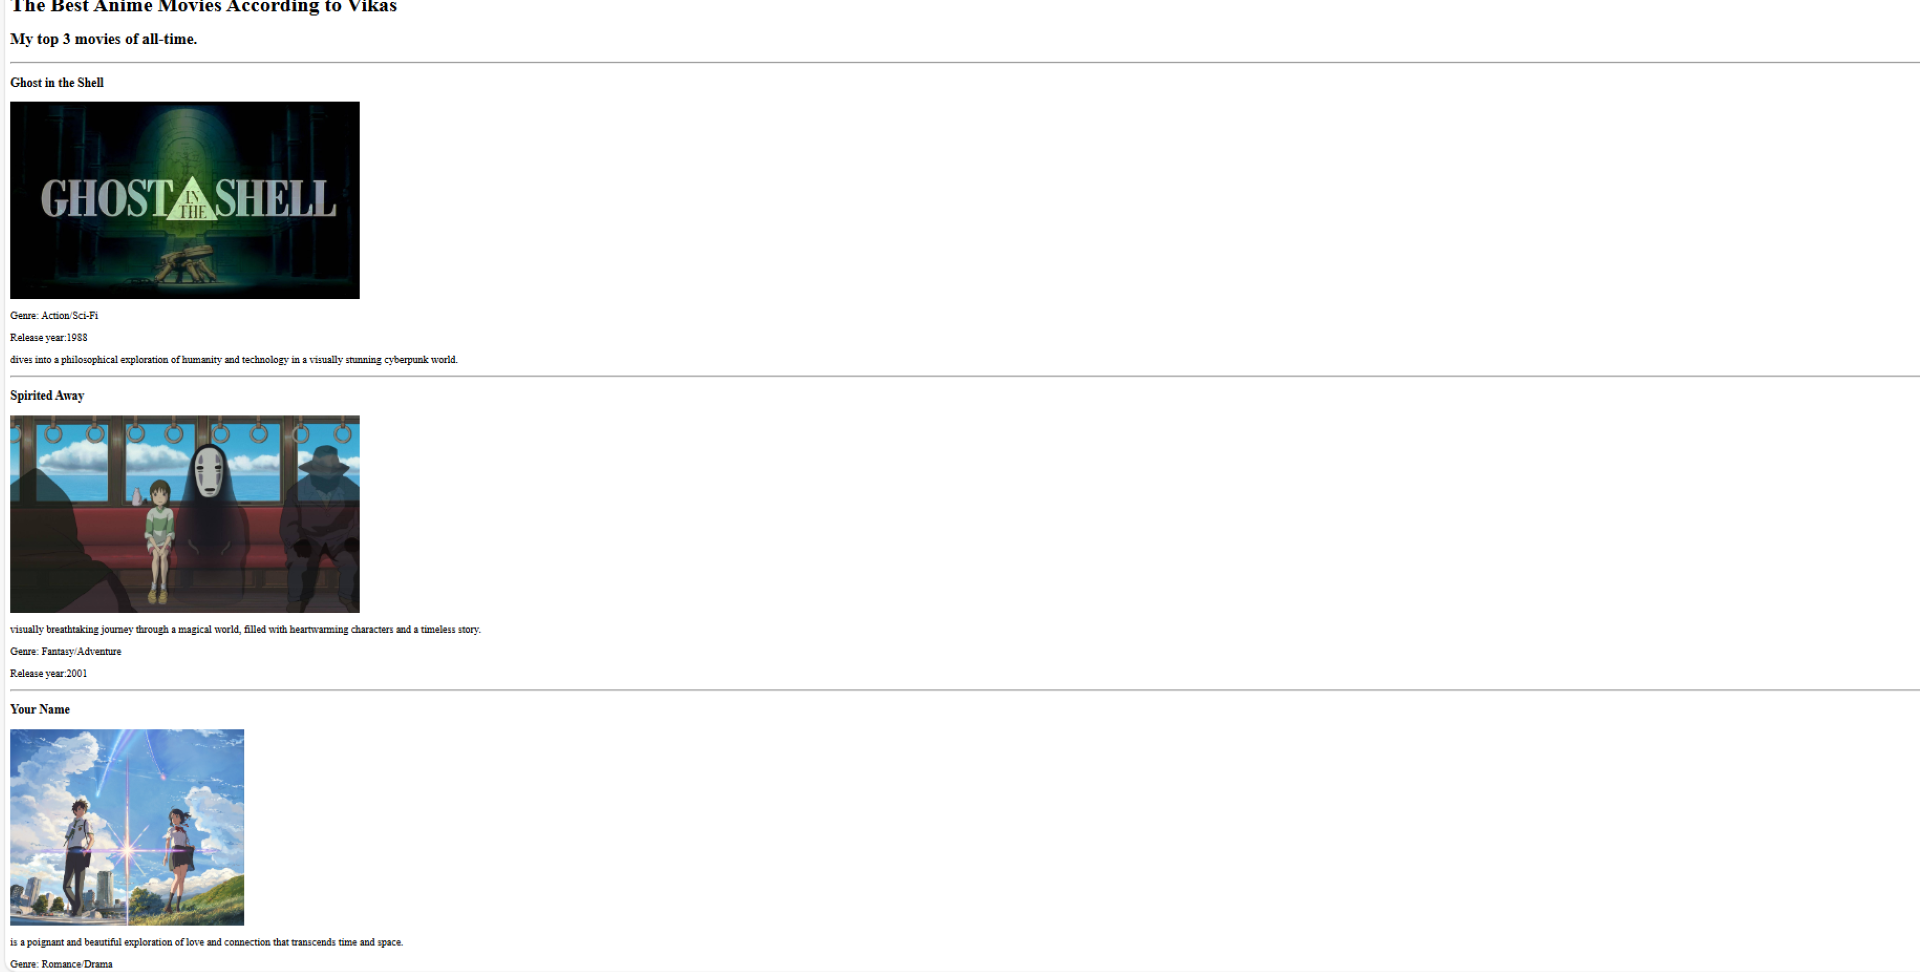 The Best Anime Movies According to Vikas
My top 3 movies of all-time.
Ghost in the Shell
GHOST IN THE SHELL
Genre: Action/Sci-Fi
Release year:1988
dives into a philosophical exploration of humanity and technology in a visually stunning cyberpunk world.
Spirited Away
visually breathtaking journey through a magical world, filled with heartwarming characters and a timeless story.
Genre: Fantasy/Adventure
Release year:2001
Your Name
is a poignant and beautiful exploration of love and connection that transcends time and space.
Genre: Romance/Drama